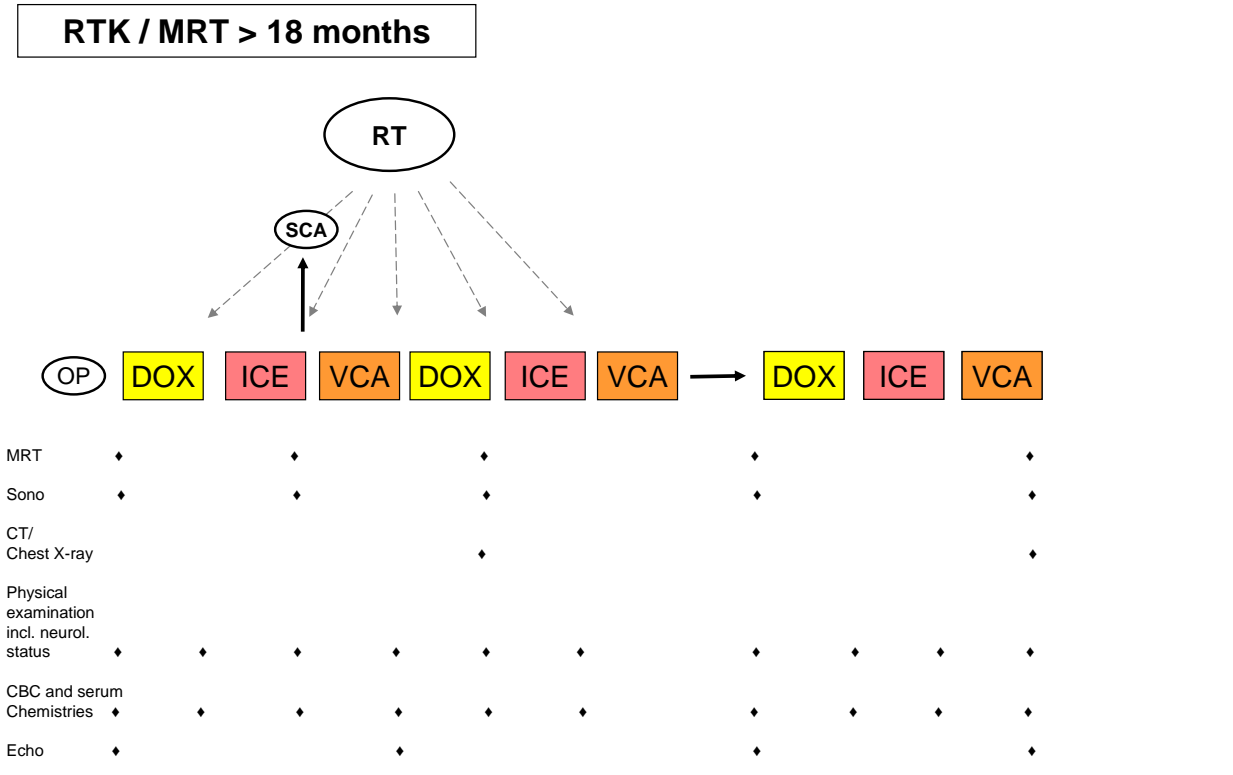 RTK / MRT > 18 months
RT
SCA
OP DOX ICE VCA DOX ICE VCA DOX ICE VCA
MRT
Sono
CT/
Chest X-ray
Physical
examination
incl. neurol.
status
CBC and serum
Chemistries
Echo